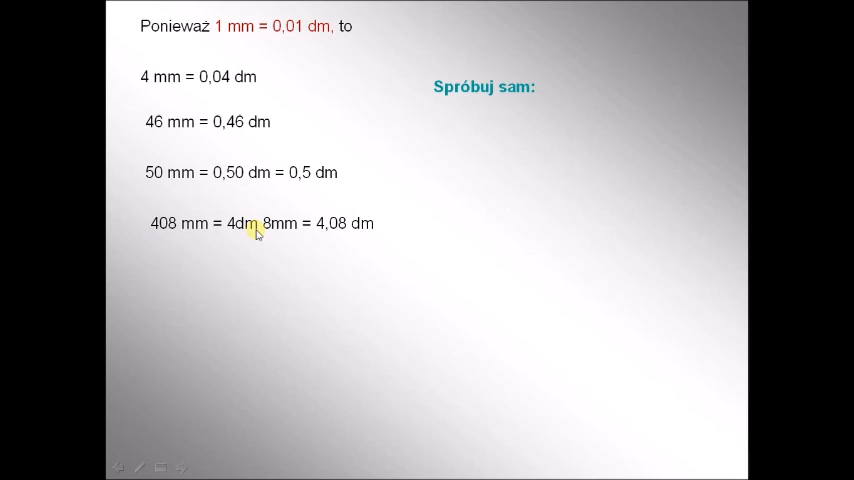 Ponieważ 1 mm = 0,01 dm, to
4 mm = 0,04 dm
46 mm = 0,46 dm
50 mm = 0,50 dm = 0,5 dm
408 mm = 4dm 8mm = 4,08 dm
Spróbuj sam: